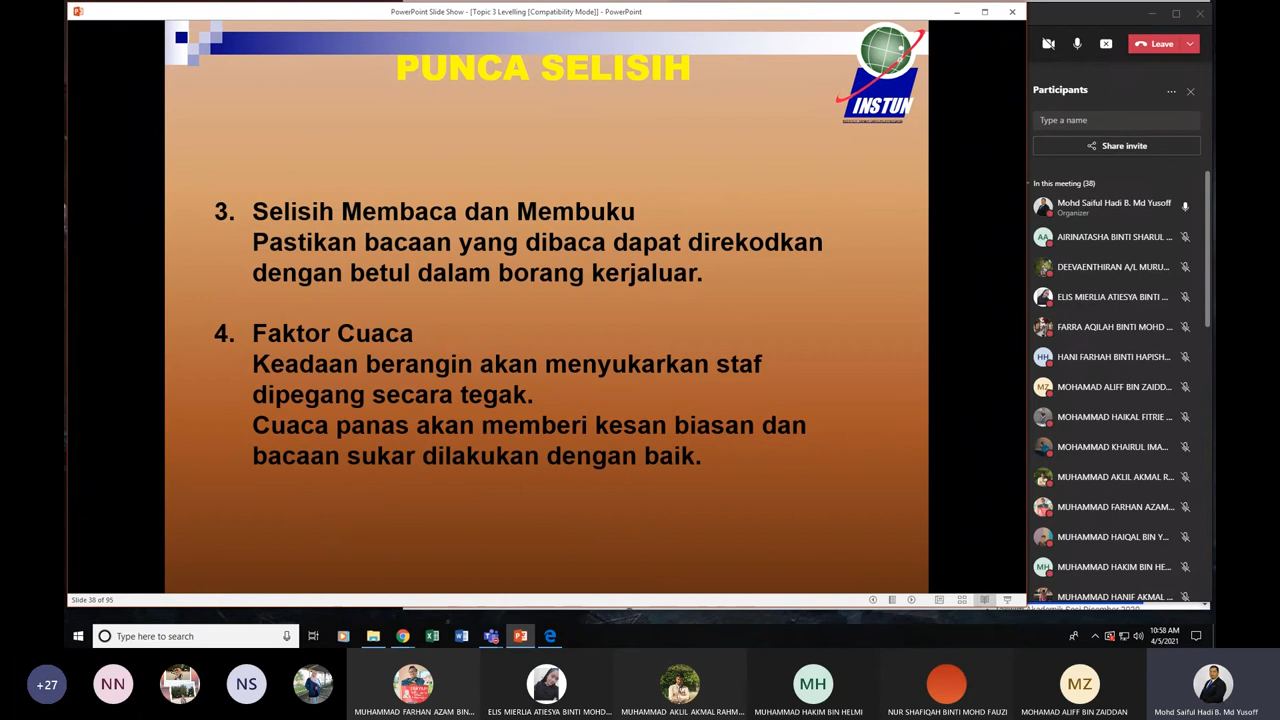 PowerPoint Slide Show - [Topic 3 Levelling [Compatibility Mode]] - PowerPoint
PUNCA SELISIH
INSTUN
3. Selisih Membaca dan Membuku
Pastikan bacaan yang dibaca dapat direkodkan
dengan betul dalam borang kerjaluar.
4. Faktor Cuaca
Keadaan berangin akan menyukarkan staf
dipegang secara tegak.
Cuaca panas akan memberi kesan biasan dan
bacaan sukar dilakukan dengan baik.
Slide 38 of 95
Leave
Participants
Type a name
Share invite
In this meeting (38)
Mohd Saiful Hadi B. Md Yusoff
Organizer
AA AIRINATASHA BINTI SHARUL ...
DEEVAENTHIRAN A/L MURU...
ELIS MIERLIA ATIESYA BINTI ...
FARRA AQILAH BINTI MOHD ...
HH HANI FARHAH BINTI HAPISH...
MZ MOHAMAD ALIFF BIN ZAIDD...
MOHAMMAD HAIKAL FITRIE ...
MOHAMMAD KHAIRUL IMA...
MUHAMMAD AKLIL AKMAL R...
MUHAMMAD FARHAN AZAM...
MUHAMMAD HAIQAL BIN Y...
MH MUHAMMAD HAKIM BIN HE...
MUHAMMAD HANIF AKMAL ...
Type here to search
10:58 AM
4/5/2021
+27
NN
NS
MUHAMMAD FARHAN AZAM BIN...
ELIS MIERLIA ATIESYA BINTI MOHD...
MUHAMMAD AKLIL AKMAL RAHM...
MH
MUHAMMAD HAKIM BIN HELMI
NUR SHAFIQAH BINTI MOHD FAUZI
MZ
MOHAMAD ALIFF BIN ZAIDDAN
Mohd Saiful Hadi B. Md Yusoff